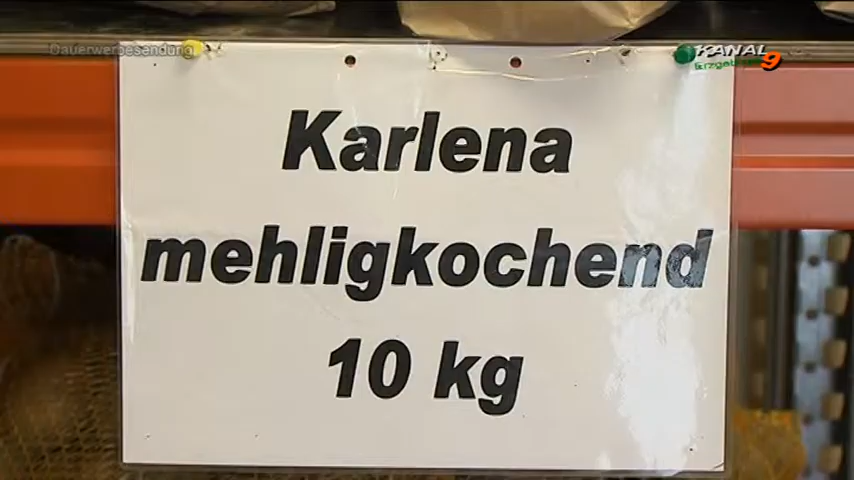 Dauerwerbesendung
KANAL 9
Erzgebirge
Karlena
mehligkochend
10 kg